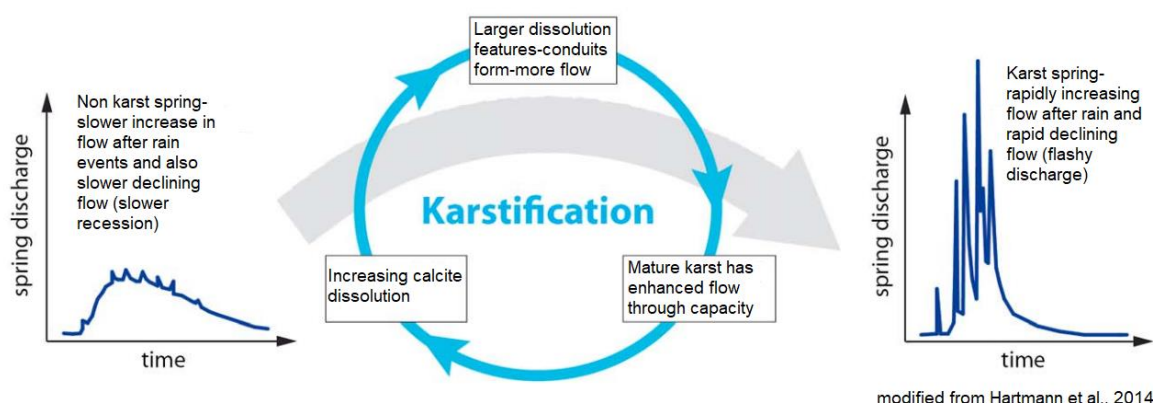 Larger dissolution
features-conduits
form-more flow
Non karst spring-
slower increase in
flow after rain
events and also
slower declining
flow (slower
recession)
spring discharge
time
Karstification
Increasing calcite
dissolution
Mature karst has
enhanced flow
through capacity
Karst spring-
rapidly increasing
flow after rain and
rapid declining
flow (flashy
discharge)
spring discharge
time
modified from Hartmann et al., 2014